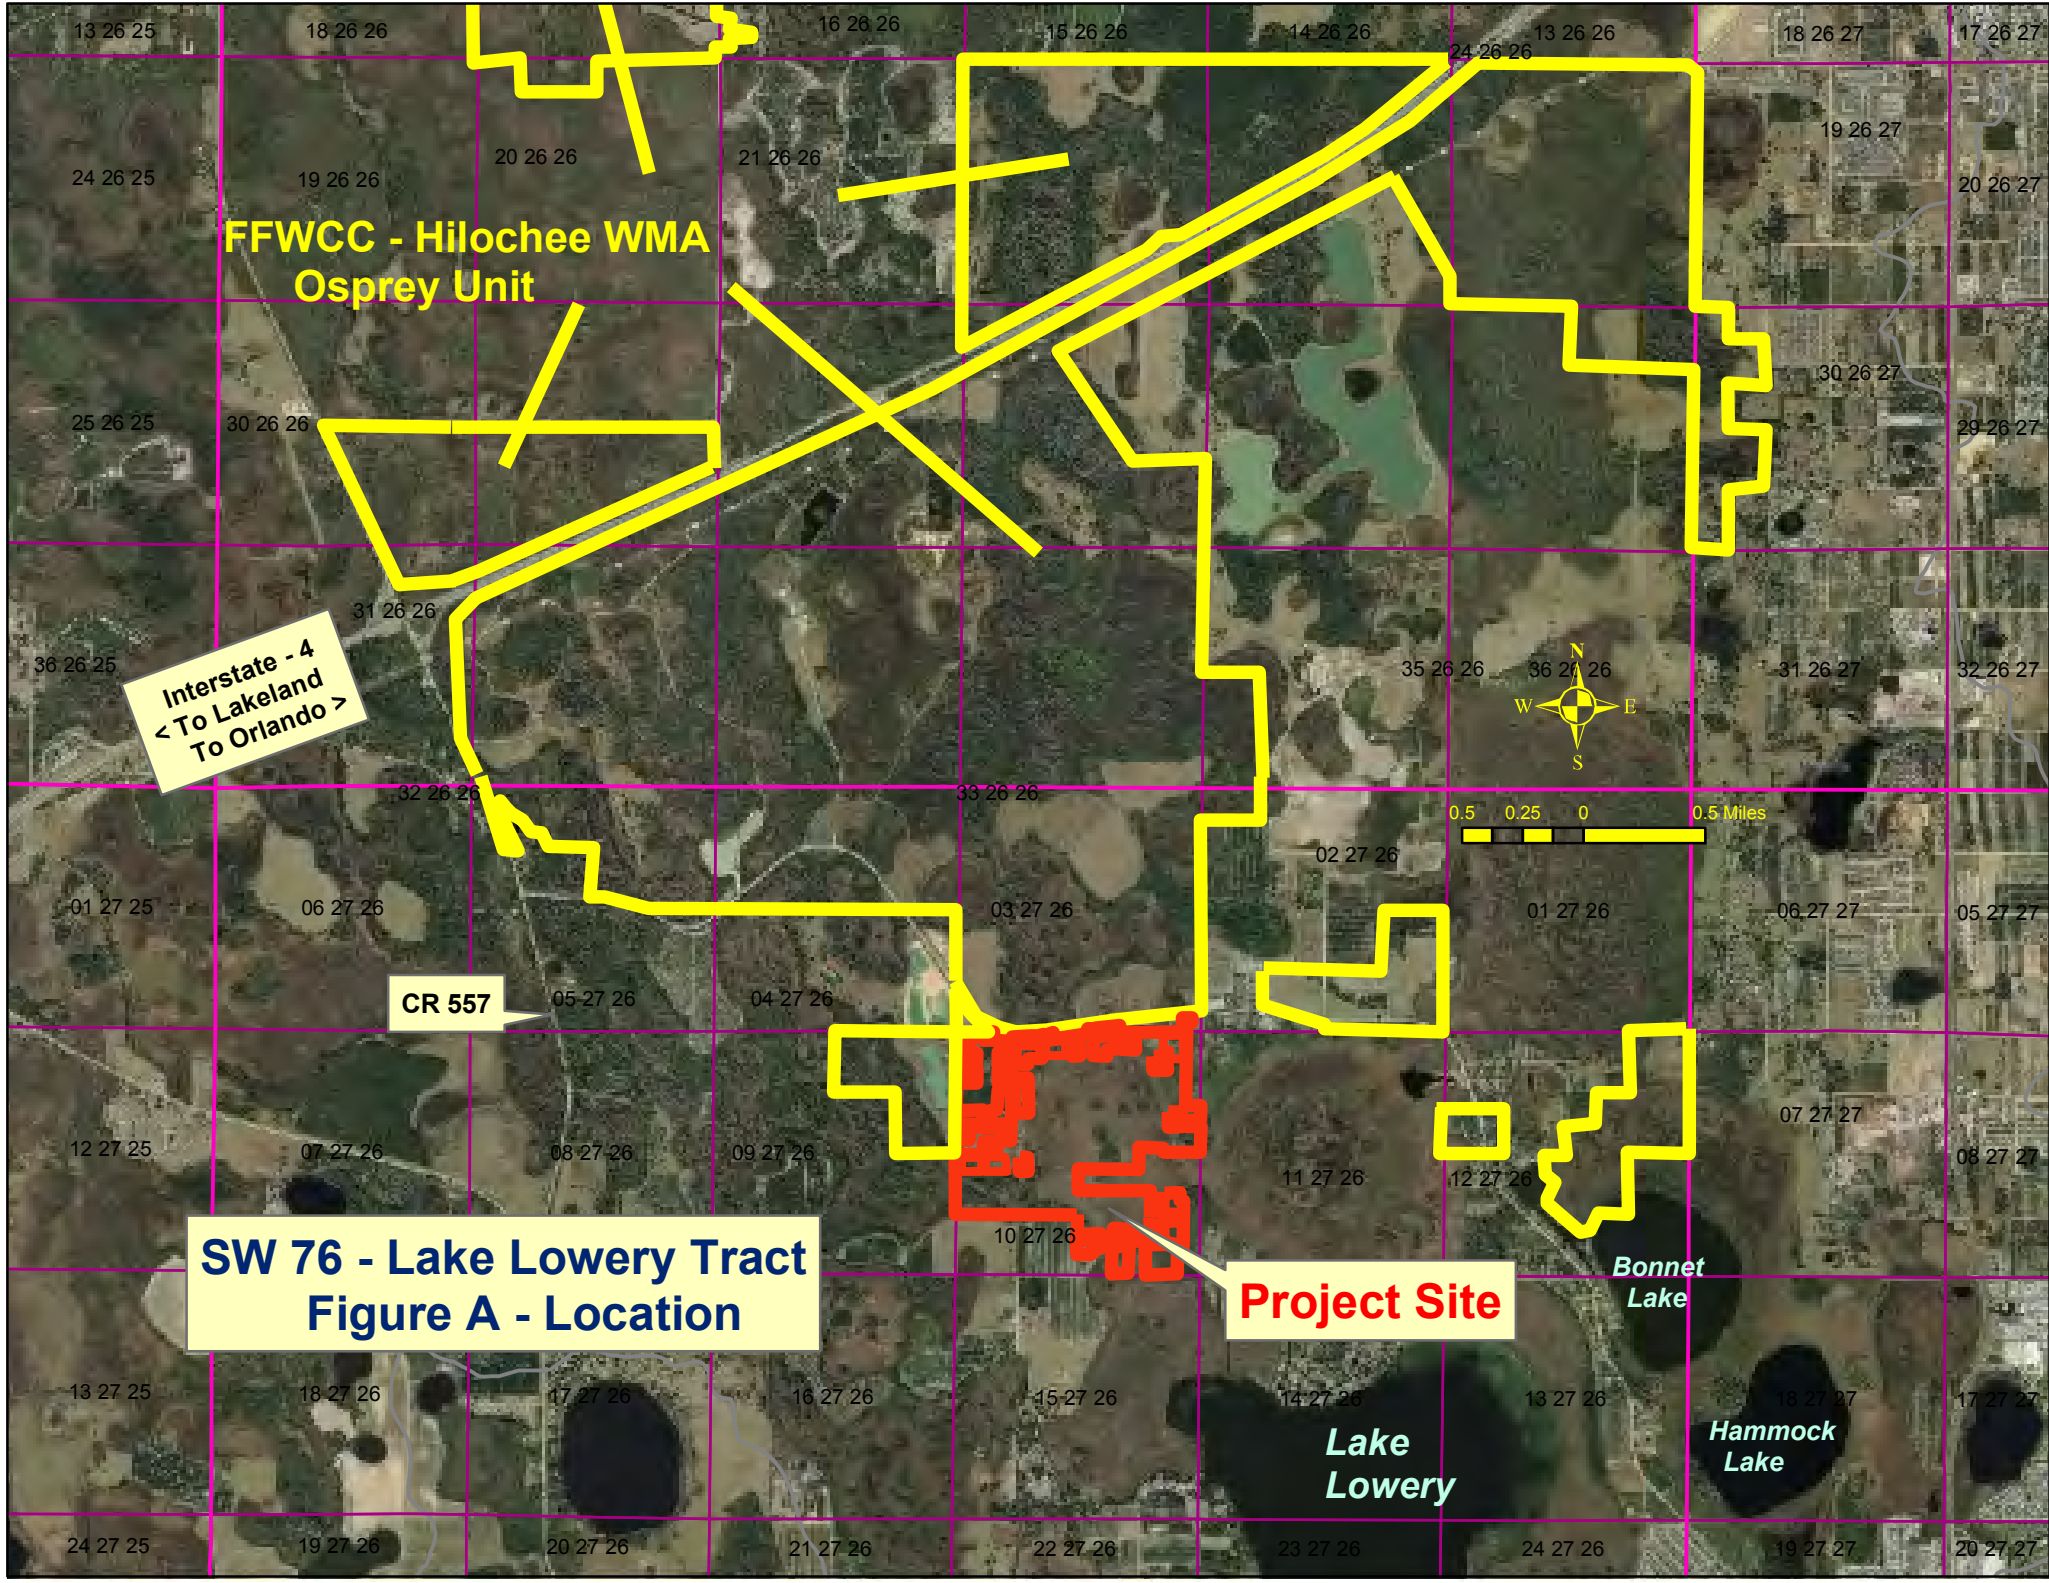 13 26 25
18 26 26
16 26 26
15 26 26
14 26 26
13 26 26
24 26 26
18 26 27
17 26 27
24 26 25
19 26 26
20 26 26
21 26 26
19 26 27
20 26 27
FFWCC - Hilochee WMA
Osprey Unit
25 26 25
30 26 26
30 26 27
29 26 27
31 26 26
36 26 25
Interstate - 4
< To Lakeland
To Orlando >
35 26 26
36 26 26
31 26 27
32 26 27
N
W
E
S
32 26 26
33 26 26
0.5
0.25
0
0.5 Miles
02 27 26
01 27 25
06 27 26
03 27 26
01 27 26
06 27 27
05 27 27
CR 557
05 27 26
04 27 26
12 27 25
07 27 26
08 27 26
09 27 26
11 27 26
12 27 26
07 27 27
08 27 27
10 27 26
SW 76 - Lake Lowery Tract
Figure A - Location
Project Site
Bonnet
Lake
13 27 25
18 27 26
17 27 26
16 27 26
15 27 26
14 27 26
13 27 26
18 27 27
17 27 27
Lake
Lowery
Hammock
Lake
24 27 25
19 27 26
20 27 26
21 27 26
22 27 26
23 27 26
24 27 26
19 27 27
20 27 27